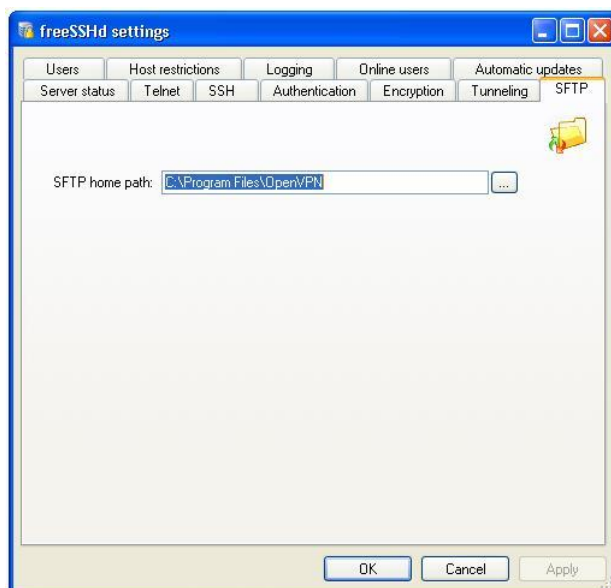 freeSSHd settings
Users Host restrictions Logging Online users Automatic updates
Server status Telnet SSH Authentication Encryption Tunneling SFTP
SFTP home path: C:\Program Files\OpenVPN ...
OK Cancel Apply